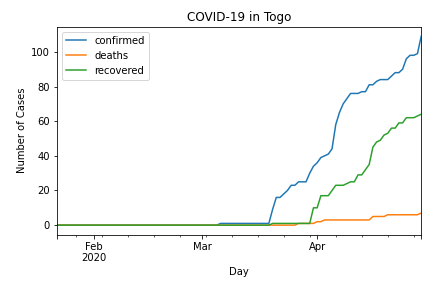 COVID-19 in Togo
confirmed
deaths
recovered
Number of Cases
100
80
60
40
20
0
Feb
2020
Mar
Apr
Day